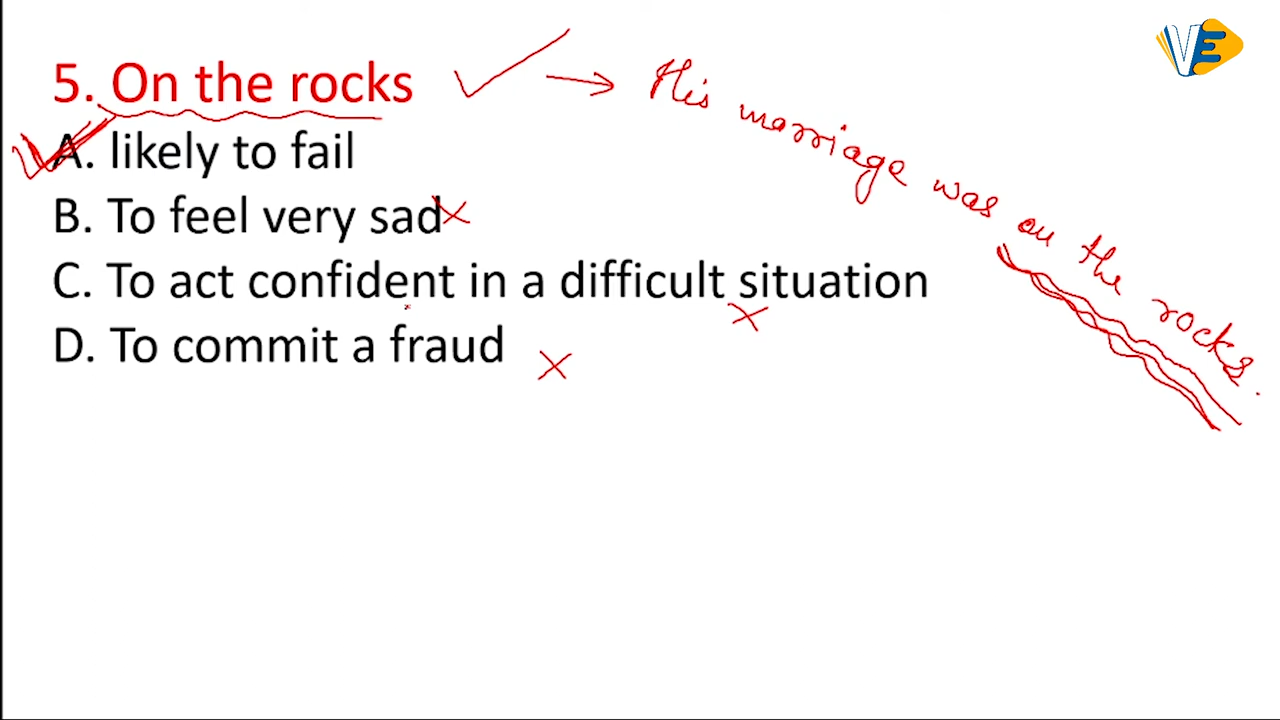 5. On the rocks
His marriage was on the rocks.
A. likely to fail
B. To feel very sad
C. To act confident in a difficult situation
D. To commit a fraud
VE